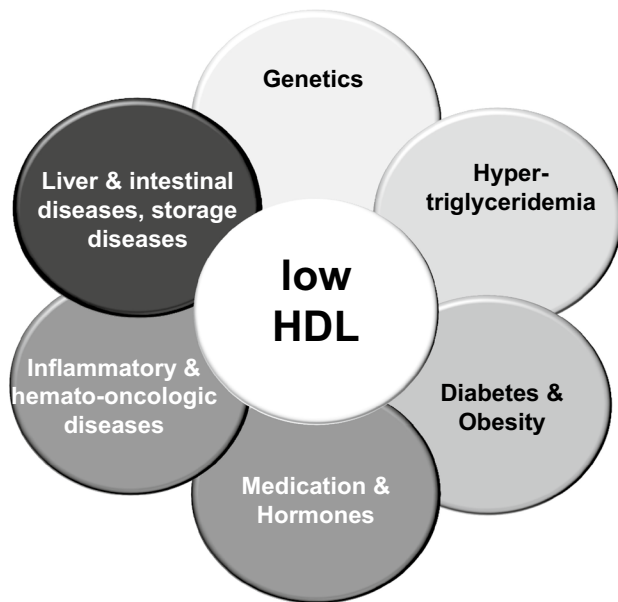 Genetics
Hyper-
triglyceridemia
Liver & intestinal
diseases, storage
diseases
low
HDL
Inflammatory &
hemato-oncologic
diseases
Diabetes &
Obesity
Medication &
Hormones